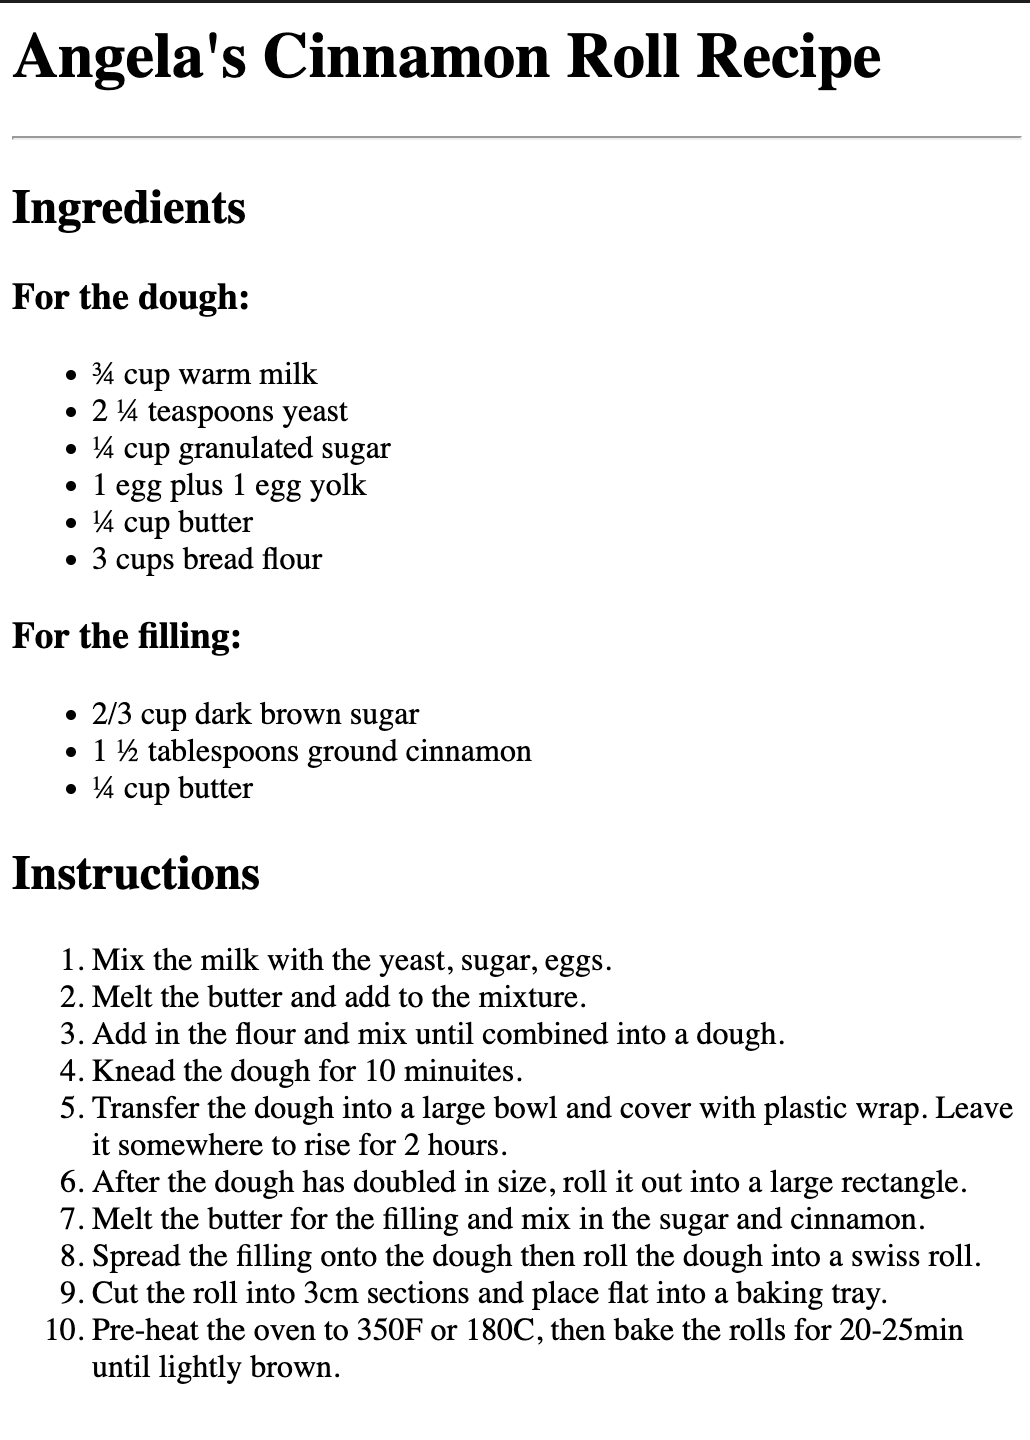 Angela's Cinnamon Roll Recipe
Ingredients
For the dough:
• ¾ cup warm milk
• 2 ¼ teaspoons yeast
• ¼ cup granulated sugar
• 1 egg plus 1 egg yolk
• ¼ cup butter
• 3 cups bread flour
For the filling:
• 2/3 cup dark brown sugar
• 1 ½ tablespoons ground cinnamon
• ¼ cup butter
Instructions
1. Mix the milk with the yeast, sugar, eggs.
2. Melt the butter and add to the mixture.
3. Add in the flour and mix until combined into a dough.
4. Knead the dough for 10 minuites.
5. Transfer the dough into a large bowl and cover with plastic wrap. Leave
it somewhere to rise for 2 hours.
6. After the dough has doubled in size, roll it out into a large rectangle.
7. Melt the butter for the filling and mix in the sugar and cinnamon.
8. Spread the filling onto the dough then roll the dough into a swiss roll.
9. Cut the roll into 3cm sections and place flat into a baking tray.
10. Pre-heat the oven to 350F or 180C, then bake the rolls for 20-25min
until lightly brown.